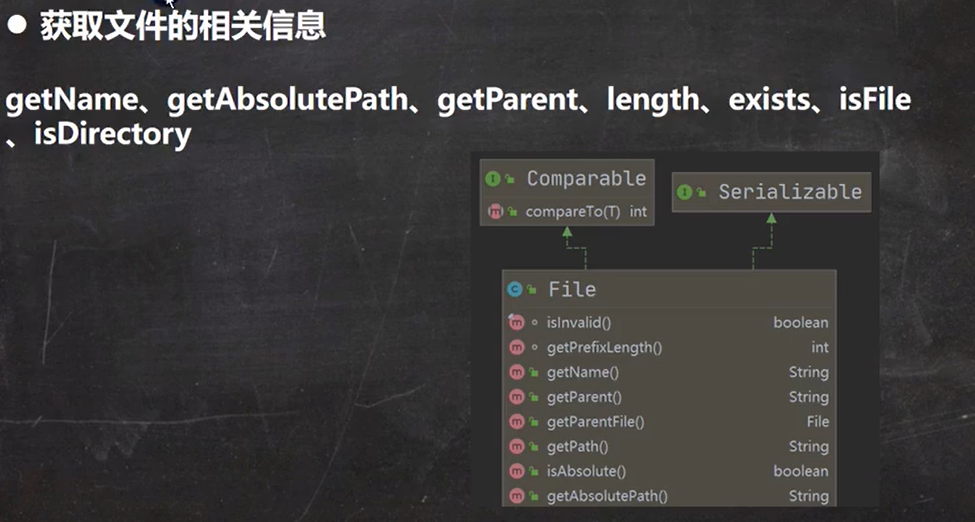 ● 获取文件的相关信息
getName、getAbsolutePath、getParent、length、exists、isFile
、isDirectory
Comparable
compareTo(T) int
Serializable
File
isInvalid() boolean
getPrefixLength() int
getName() String
getParent() String
getParentFile() File
getPath() String
isAbsolute() boolean
getAbsolutePath() String